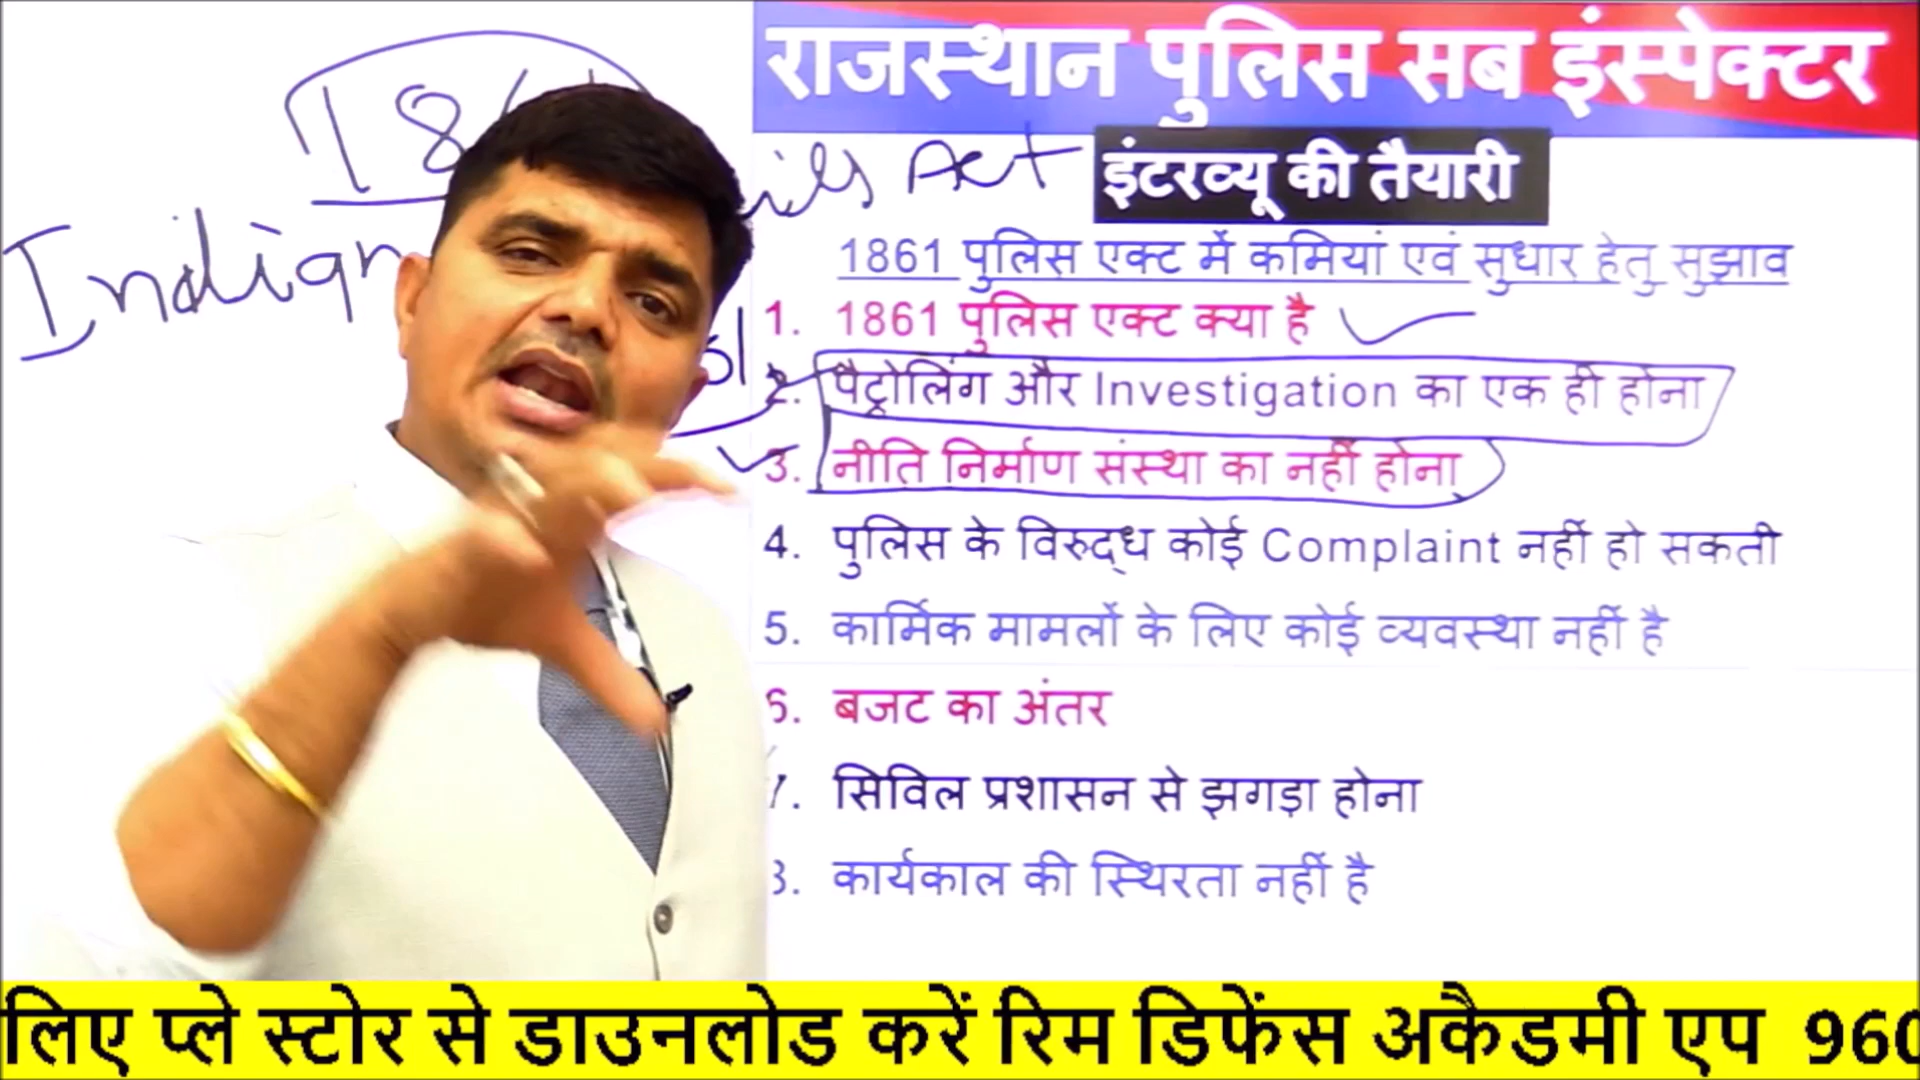 राजस्थान पुलिस सब इंस्पेक्टर
इंटरव्यू की तैयारी
Act
1861 पुलिस एक्ट में कमियां एवं सुधार हेतु सुझाव
1. 1861 पुलिस एक्ट क्या है
2. पैट्रोलिंग और Investigation का एक ही होना
3. नीति निर्माण संस्था का नहीं होना
4. पुलिस के विरुद्ध कोई Complaint नहीं हो सकती
5. कार्मिक मामलों के लिए कोई व्यवस्था नहीं है
6. बजट का अंतर
7. सिविल प्रशासन से झगड़ा होना
कार्यकाल की स्थिरता नहीं है
लिए प्ले स्टोर से डाउनलोड करें रिम डिफेंस अकैडमी एप 960